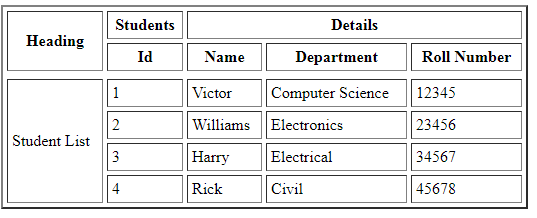 Heading Students Details
Id Name Department Roll Number
Student List 1 Victor Computer Science 12345
2 Williams Electronics 23456
3 Harry Electrical 34567
4 Rick Civil 45678